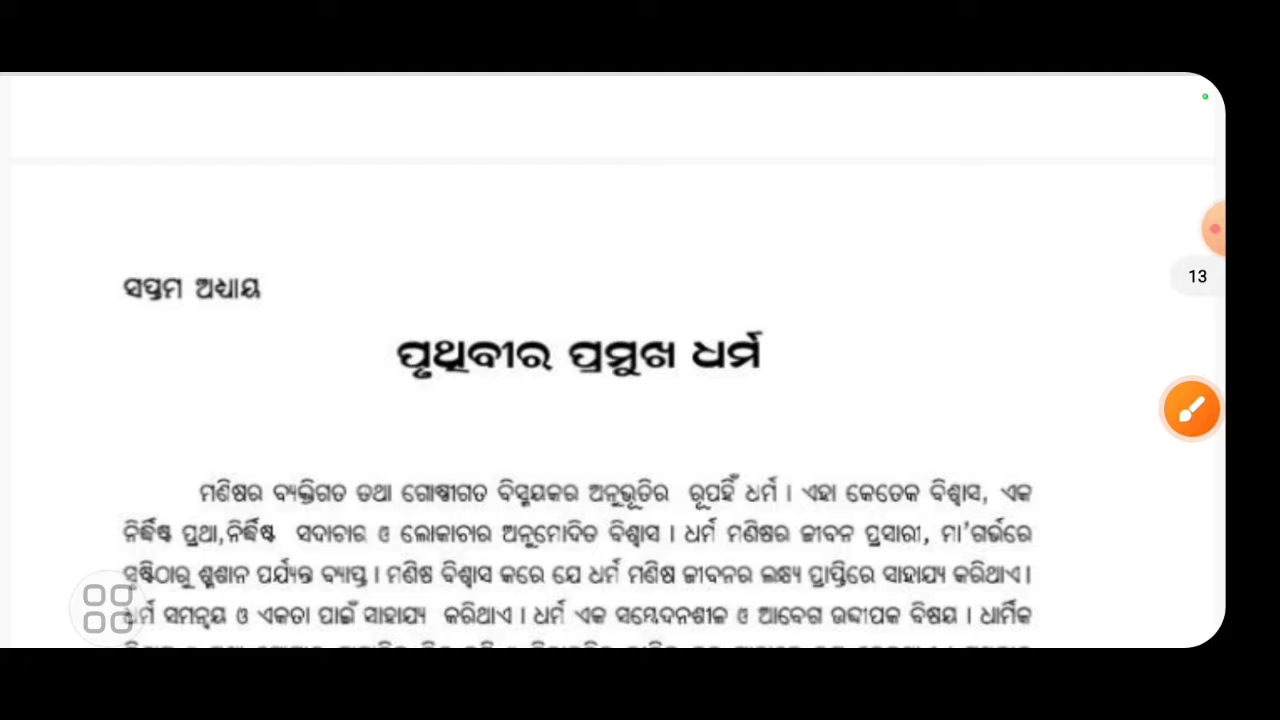 ସପ୍ତମ ଅଧ୍ୟାୟ
13
ପୃଥିବୀର ପ୍ରମୁଖ ଧର୍ମ
ମଣିଷର ବ୍ୟକ୍ତିଗତ ତଥା ଗୋଷ୍ଠୀଗତ ବିସ୍ମୟକର ଅନୁଭୂତିର ରୂପହିଁ ଧର୍ମ । ଏହା କେତେକ ବିଶ୍ୱାସ, ଏକ
ନିର୍ଦ୍ଧିଷ୍ଟ ପ୍ରଥା,ନିର୍ଦ୍ଧିଷ୍ଟ ସଦାଚାର ଓ ଲୋକାଚାର ଅନୁମୋଦିତ ବିଶ୍ୱାସ । ଧର୍ମ ମଣିଷର ଜୀବନ ପ୍ରସାରୀ, ମା’ଗର୍ଭରେ
ସୃଷ୍ଟିଠାରୁ ଶ୍ମଶାନ ପର୍ଯ୍ୟନ୍ତ ବ୍ୟାପ୍ତ । ମଣିଷ ବିଶ୍ୱାସ କରେ ଯେ ଧର୍ମ ମଣିଷ ଜୀବନର ଲକ୍ଷ୍ୟ ପ୍ରାପ୍ତିରେ ସାହାଯ୍ୟ କରିଥାଏ ।
ଧର୍ମ ସମନ୍ୱୟ ଓ ଏକତା ପାଇଁ ସାହାଯ୍ୟ କରିଥାଏ । ଧର୍ମ ଏକ ସମ୍ବେଦନଶୀଳ ଓ ଆବେଗ ଉଦ୍ଦୀପକ ବିଷୟ । ଧାର୍ମିକ